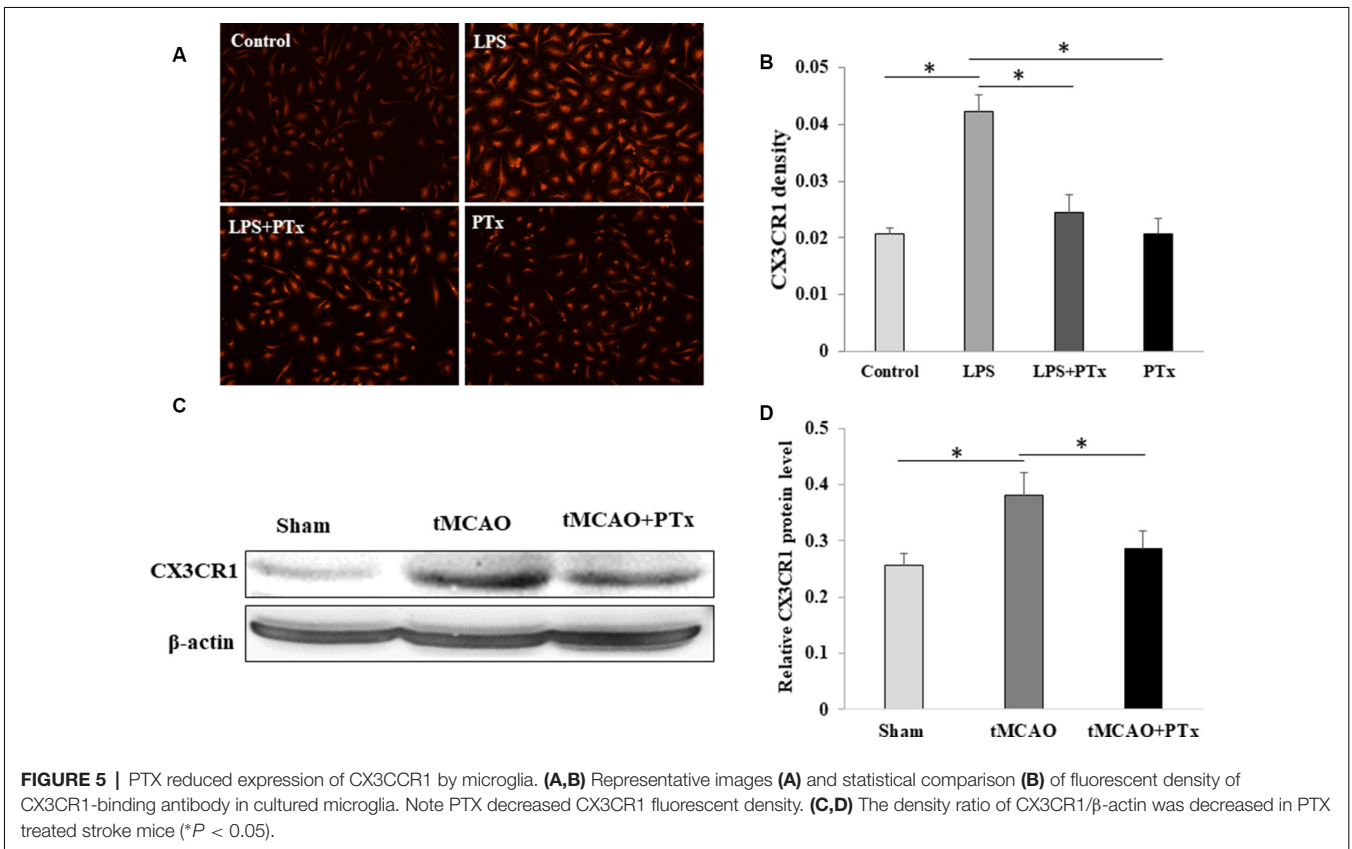 A
Control
LPS
LPS+PTx
PTx
B
CX3CR1 density
0.05
0.04
0.03
0.02
0.01
0
*
*
*
Control LPS LPS+PTx PTx
C
Sham tMCAO tMCAO+PTx
CX3CR1
β-actin
D
Relative CX3CR1 protein level
0.5
0.4
0.3
0.2
0.1
0
*
*
Sham tMCAO tMCAO+PTx
FIGURE 5 | PTX reduced expression of CX3CCR1 by microglia. (A,B) Representative images (A) and statistical comparison (B) of fluorescent density of
CX3CR1-binding antibody in cultured microglia. Note PTX decreased CX3CR1 fluorescent density. (C,D) The density ratio of CX3CR1/β-actin was decreased in PTX
treated stroke mice (*P < 0.05).